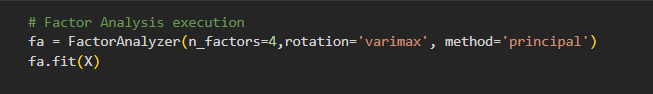 # Factor Analysis execution
fa = FactorAnalyzer(n_factors=4,rotation='varimax', method='principal')
fa.fit(X)